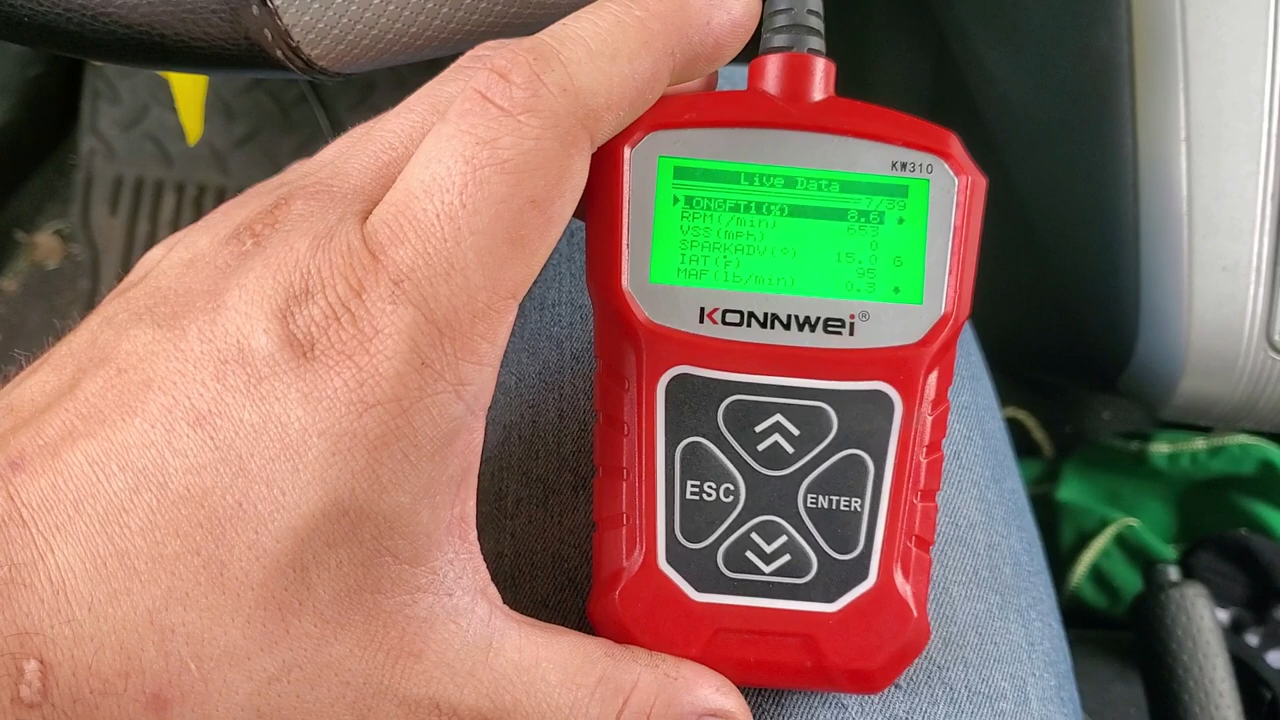 KW310
Live Data
7/39
LONGFT1(%) 8.6
RPM(/min) 653
VSS(mph) 0
SPARKADV(°) 15.0 G
IAT(℉) 95
MAF(lb/min) 0.3
KONNWEi®
ESC
ENTER